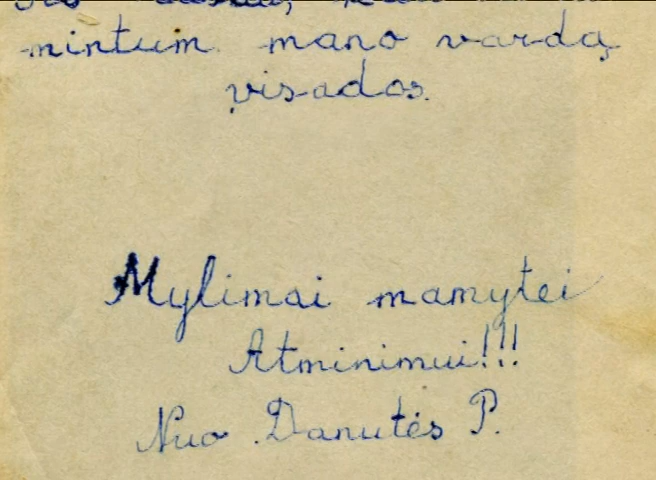 mintum mano vardą
visados.
Mylimai mamytei
Atminimui!!!
Nuo Danutės P.